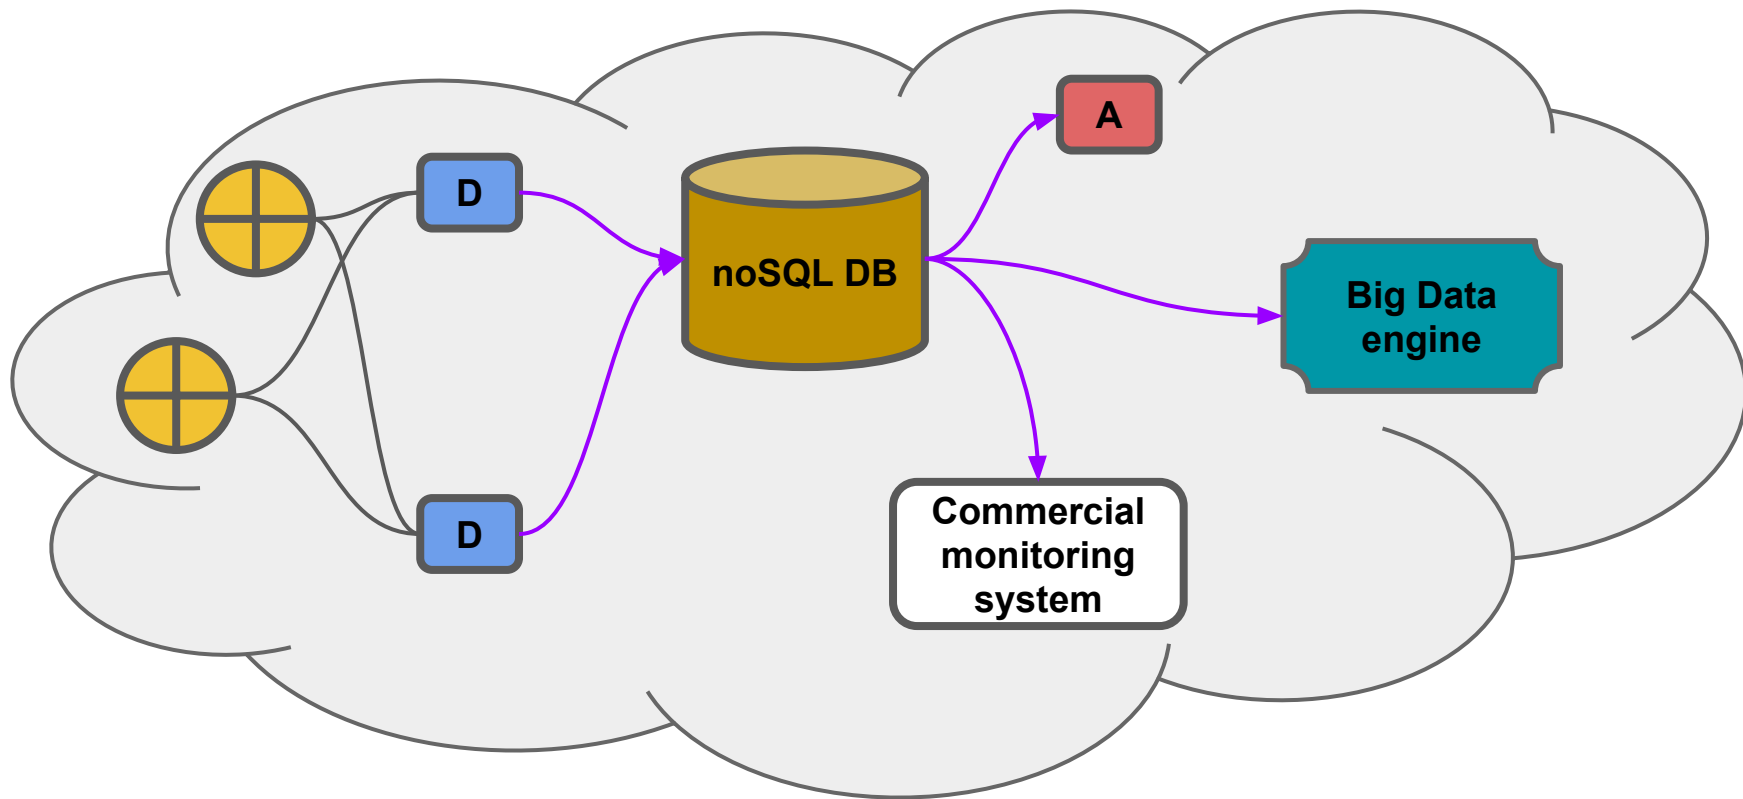 A
D
noSQL DB
Big Data
engine
D
Commercial
monitoring
system